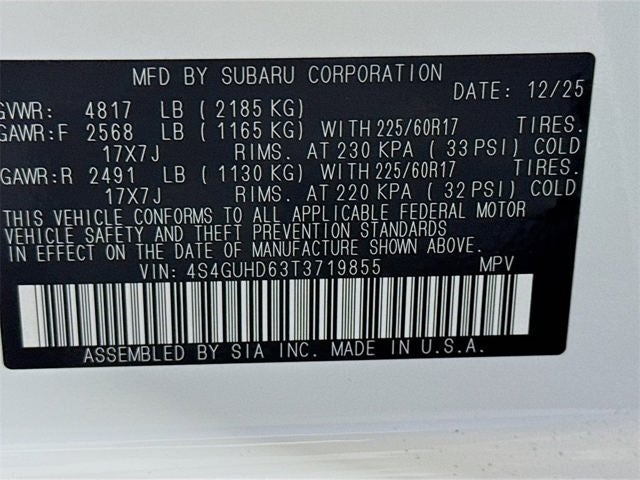 MFD BY SUBARU CORPORATION
DATE: 12/25
GVWR: 4817 LB ( 2185 KG)
GAWR:F 2568 LB ( 1165 KG) WITH 225/60R17 TIRES.
17X7J RIMS. AT 230 KPA ( 33 PSI) COLD
GAWR:R 2491 LB ( 1130 KG) WITH 225/60R17 TIRES.
17X7J RIMS. AT 220 KPA ( 32 PSI) COLD
THIS VEHICLE CONFORMS TO ALL APPLICABLE FEDERAL MOTOR
VEHICLE SAFETY AND THEFT PREVENTION STANDARDS
IN EFFECT ON THE DATE OF MANUFACTURE SHOWN ABOVE.
VIN: 4S4GUHD63T3719855 MPV
ASSEMBLED BY SIA INC. MADE IN U.S.A.